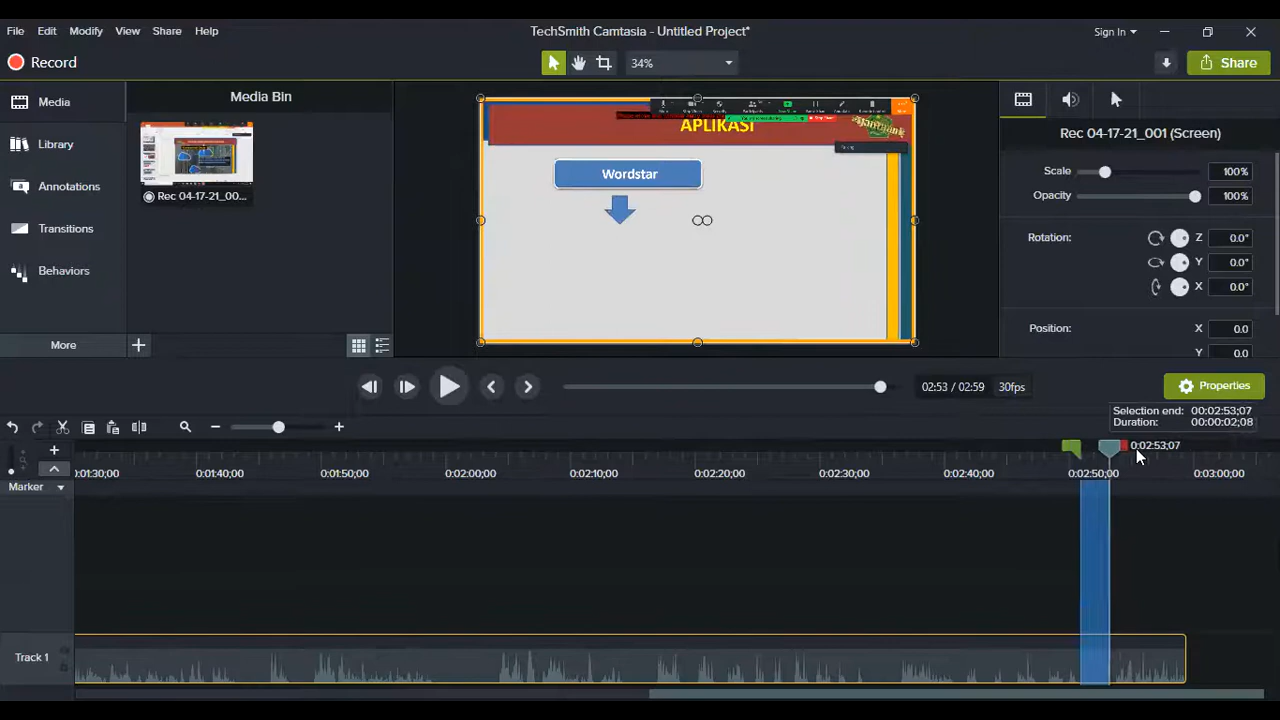 File Edit Modify View Share Help
TechSmith Camtasia - Untitled Project*
Sign In
Record
34%
Share
Media
Library
Annotations
Transitions
Behaviors
More
Media Bin
Rec 04-17-21_00...
APLIKASI
Wordstar
Rec 04-17-21_001 (Screen)
Scale 100%
Opacity 100%
Rotation: Z 0.0°
Y 0.0°
X 0.0°
Position: X 0.0
Y 0.0
02:53 / 02:59 30fps
Properties
Selection end: 00:02:53;07
Duration: 00:00:02;08
0:02:53;07
0:01:30;00 0:01:40;00 0:01:50;00 0:02:00;00 0:02:10;00 0:02:20;00 0:02:30;00 0:02:40;00 0:02:50;00 0:03:00;00
Marker
Track 1